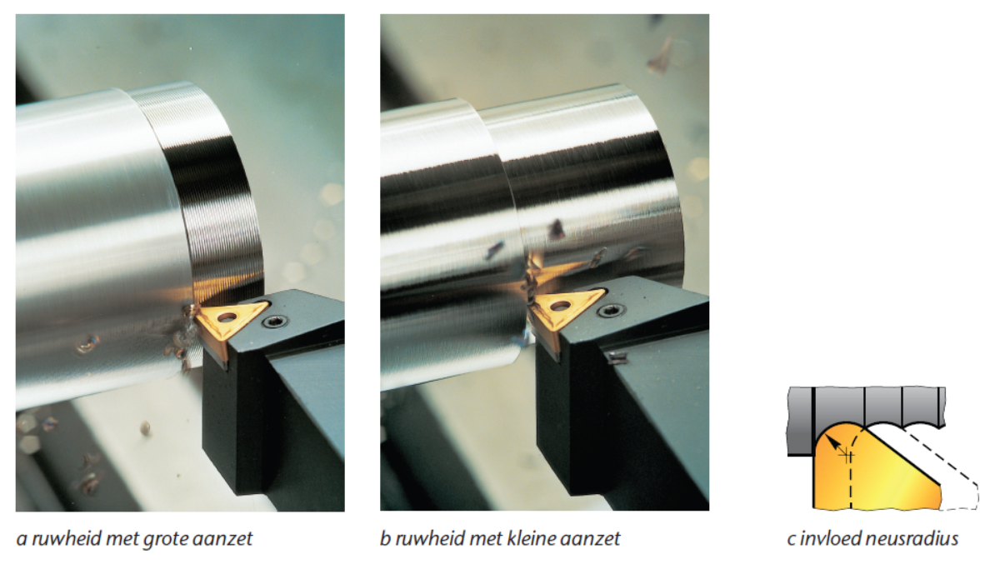 a ruwheid met grote aanzet
b ruwheid met kleine aanzet
c invloed neusradius